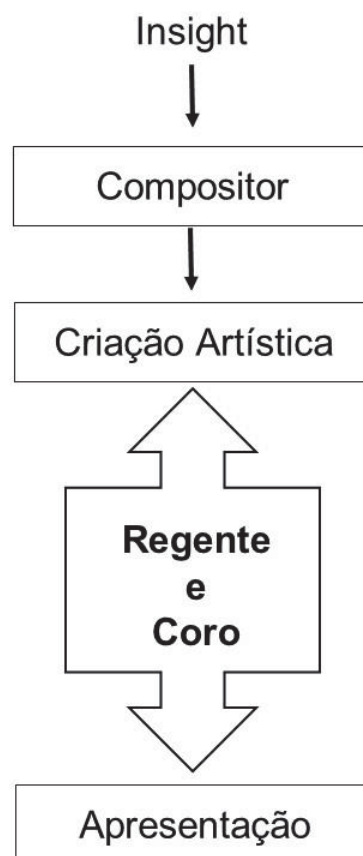 Insight
Compositor
Criação Artística
Regente
e
Coro
Apresentação